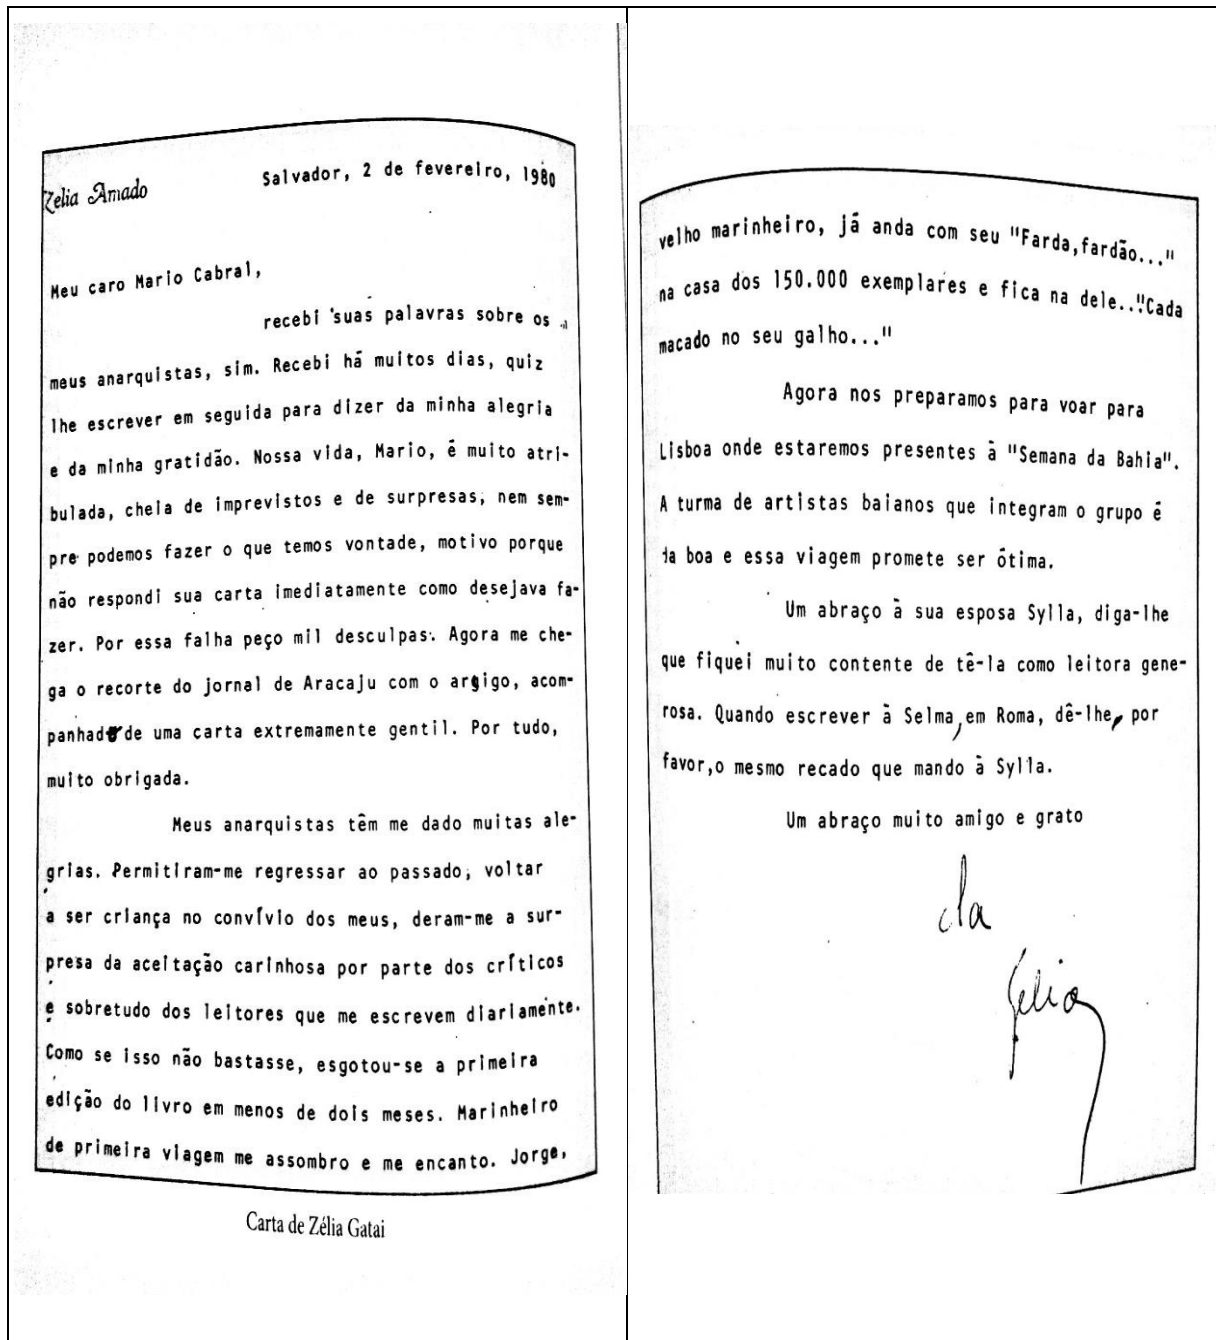 Zelia Amado
Salvador, 2 de fevereiro, 1980
Meu caro Mario Cabral,
recebi suas palavras sobre os
meus anarquistas, sim. Recebi há muitos dias, quiz
lhe escrever em seguida para dizer da minha alegria
e da minha gratidão. Nossa vida, Mario, é muito atri-
bulada, cheia de imprevistos e de surpresas, nem sem-
pre podemos fazer o que temos vontade, motivo porque
não respondi sua carta imediatamente como desejava fa-
zer. Por essa falha peço mil desculpas. Agora me che-
ga o recorte do jornal de Aracaju com o artigo, acom-
panhado de uma carta extremamente gentil. Por tudo,
muito obrigada.
Meus anarquistas têm me dado muitas ale-
grias. Permitiram-me regressar ao passado, voltar
a ser criança no convívio dos meus, deram-me a sur-
presa da aceitação carinhosa por parte dos críticos
e sobretudo dos leitores que me escrevem diariamente.
Como se isso não bastasse, esgotou-se a primeira
edição do livro em menos de dois meses. Marinheiro
de primeira viagem me assombro e me encanto. Jorge,
Carta de Zélia Gatai
velho marinheiro, já anda com seu "Farda,fardão..."
na casa dos 150.000 exemplares e fica na dele.."Cada
macado no seu galho..."
Agora nos preparamos para voar para
Lisboa onde estaremos presentes à "Semana da Bahia".
A turma de artistas baianos que integram o grupo é
da boa e essa viagem promete ser ótima.
Um abraço à sua esposa Sylla, diga-lhe
que fiquei muito contente de tê-la como leitora gene-
rosa. Quando escrever à Selma, em Roma, dê-lhe, por
favor,o mesmo recado que mando à Sylla.
Um abraço muito amigo e grato
da
Zélia